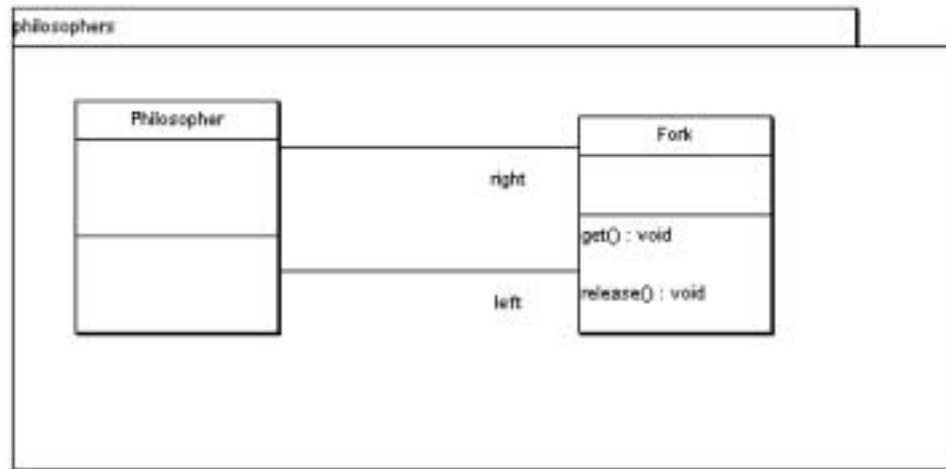 philosophers
Philosopher
Fork
right
get() : void
left
release() : void